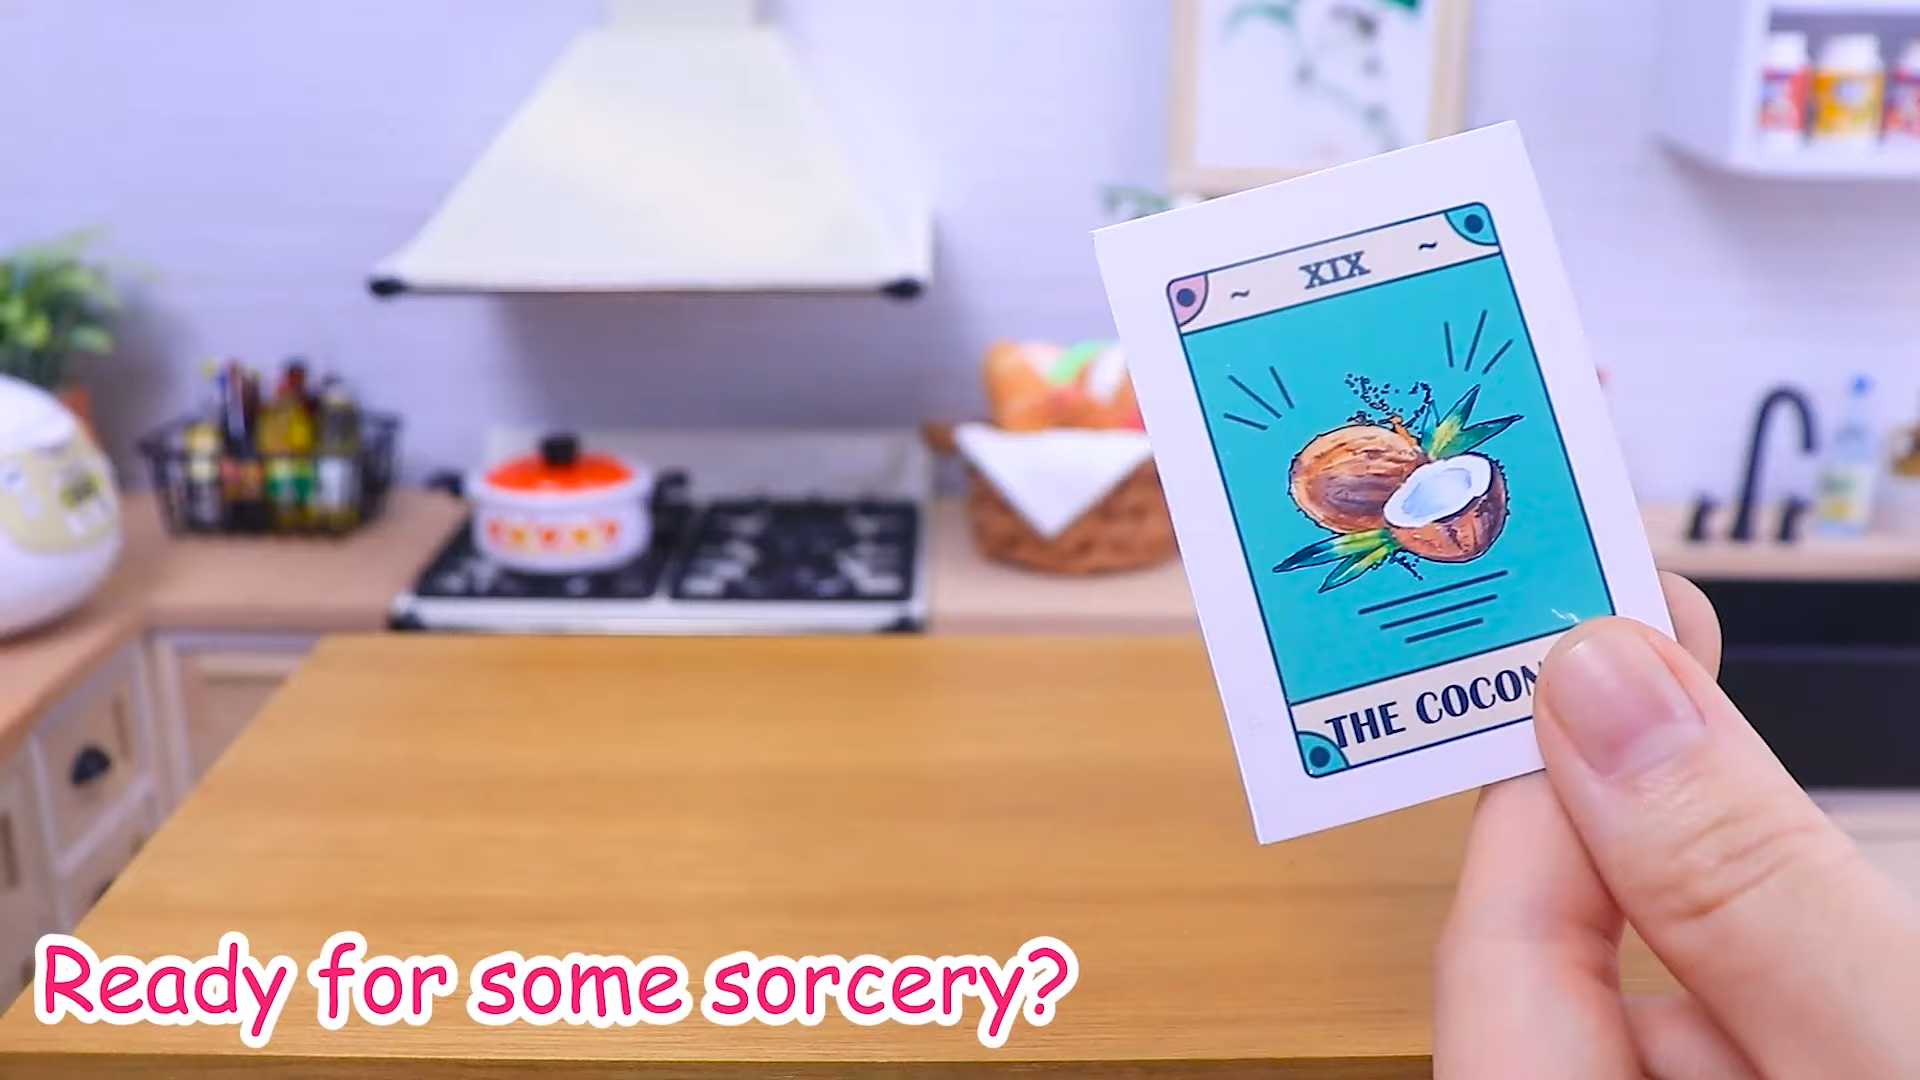 ~ XIX ~
THE COCON
Ready for some sorcery?